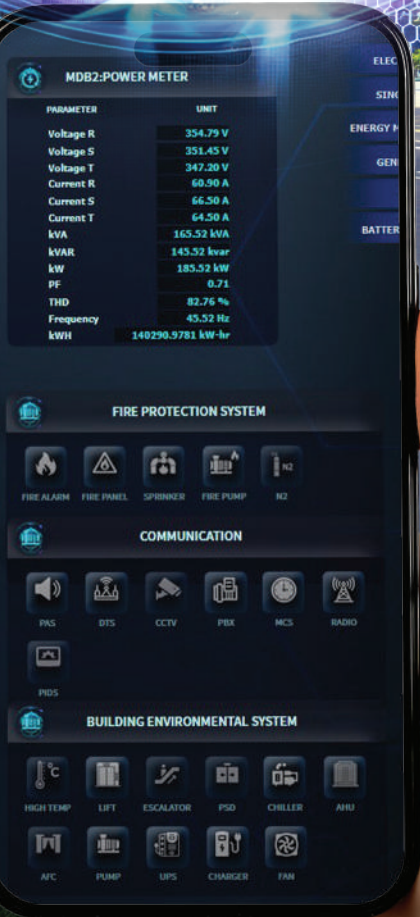 MDB2:POWER METER
PARAMETER UNIT
Voltage R 354.79 V
Voltage S 351.45 V
Voltage T 347.20 V
Current R 60.90 A
Current S 66.50 A
Current T 64.50 A
kVA 165.52 kVA
kVAR 145.52 kvar
kW 185.52 kW
PF 0.71
THD 82.76 %
Frequency 45.52 Hz
kWH 140290.9781 kW-hr
ELEC
SING
ENERGY M
GEN
BATTER
FIRE PROTECTION SYSTEM
N2
FIRE ALARM FIRE PANEL SPRINNER FIRE PUMP N2
COMMUNICATION
PAS DTS CCTV PBX MCS RADIO
PIDS
BUILDING ENVIRONMENTAL SYSTEM
°C
HIGH TEMP LIFT ESCALATOR PSD CHILLER AHU
AFC PUMP UPS CHARGER FAN